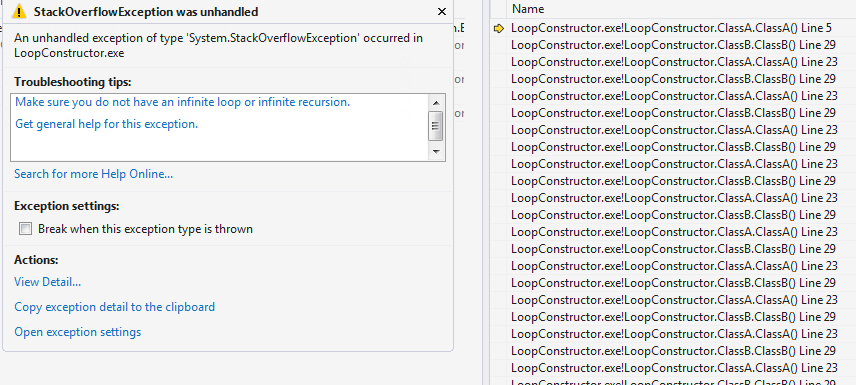 StackOverflowException was unhandled
An unhandled exception of type 'System.StackOverflowException' occurred in
LoopConstructor.exe
Troubleshooting tips:
Make sure you do not have an infinite loop or infinite recursion.
Get general help for this exception.
Search for more Help Online...
Exception settings:
Break when this exception type is thrown
Actions:
View Detail...
Copy exception detail to the clipboard
Open exception settings
Name
LoopConstructor.exe!LoopConstructor.ClassA.ClassA() Line 5
LoopConstructor.exe!LoopConstructor.ClassB.ClassB() Line 29
LoopConstructor.exe!LoopConstructor.ClassA.ClassA() Line 23
LoopConstructor.exe!LoopConstructor.ClassB.ClassB() Line 29
LoopConstructor.exe!LoopConstructor.ClassA.ClassA() Line 23
LoopConstructor.exe!LoopConstructor.ClassB.ClassB() Line 29
LoopConstructor.exe!LoopConstructor.ClassA.ClassA() Line 23
LoopConstructor.exe!LoopConstructor.ClassB.ClassB() Line 29
LoopConstructor.exe!LoopConstructor.ClassA.ClassA() Line 23
LoopConstructor.exe!LoopConstructor.ClassB.ClassB() Line 29
LoopConstructor.exe!LoopConstructor.ClassA.ClassA() Line 23
LoopConstructor.exe!LoopConstructor.ClassB.ClassB() Line 29
LoopConstructor.exe!LoopConstructor.ClassA.ClassA() Line 23
LoopConstructor.exe!LoopConstructor.ClassB.ClassB() Line 29
LoopConstructor.exe!LoopConstructor.ClassA.ClassA() Line 23
LoopConstructor.exe!LoopConstructor.ClassB.ClassB() Line 29
LoopConstructor.exe!LoopConstructor.ClassA.ClassA() Line 23
LoopConstructor.exe!LoopConstructor.ClassB.ClassB() Line 29
LoopConstructor.exe!LoopConstructor.ClassA.ClassA() Line 23
LoopConstructor.exe!LoopConstructor.ClassB.ClassB() Line 29
LoopConstructor.exe!LoopConstructor.ClassA.ClassA() Line 23
LoopConstructor.exe!LoopConstructor.ClassB.ClassB() Line 29